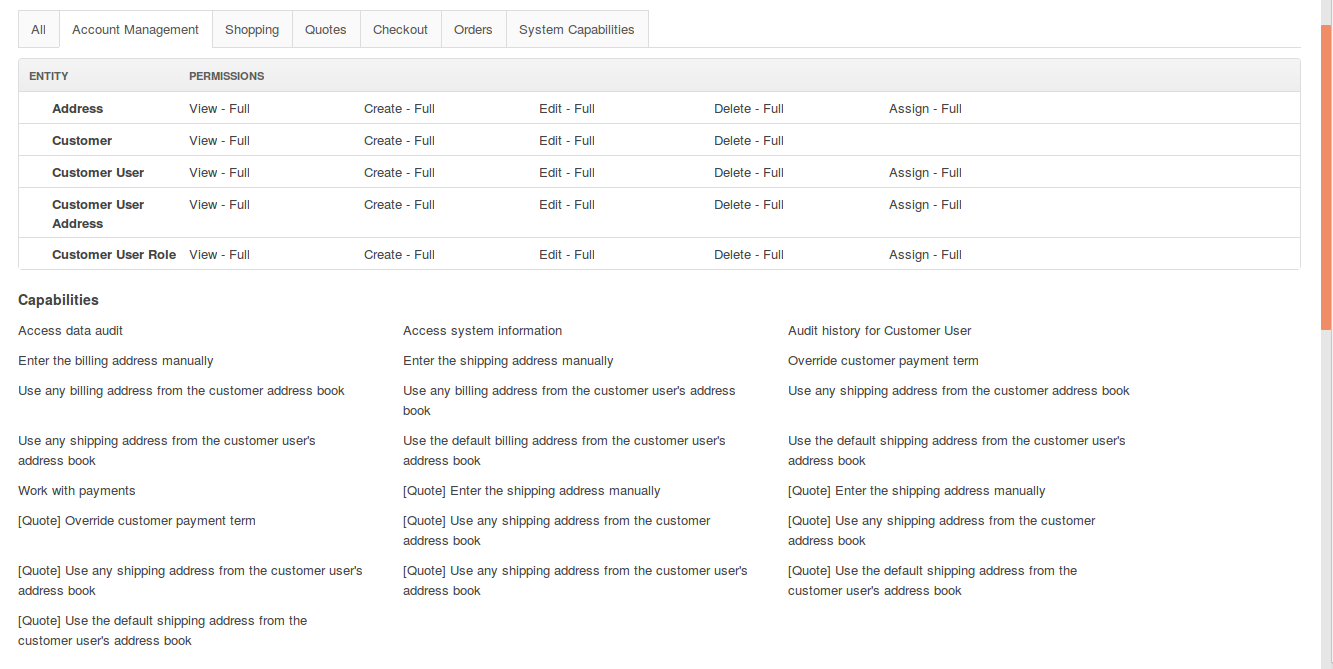 All Account Management Shopping Quotes Checkout Orders System Capabilities
ENTITY PERMISSIONS
Address View - Full Create - Full Edit - Full Delete - Full Assign - Full
Customer View - Full Create - Full Edit - Full Delete - Full
Customer User View - Full Create - Full Edit - Full Delete - Full Assign - Full
Customer User View - Full Create - Full Edit - Full Delete - Full Assign - Full
Address
Customer User Role View - Full Create - Full Edit - Full Delete - Full Assign - Full
Capabilities
Access data audit Access system information Audit history for Customer User
Enter the billing address manually Enter the shipping address manually Override customer payment term
Use any billing address from the customer address book Use any billing address from the customer user's address Use any shipping address from the customer address book
book
Use any shipping address from the customer user's Use the default billing address from the customer user's Use the default shipping address from the customer user's
address book address book address book
Work with payments [Quote] Enter the shipping address manually [Quote] Enter the shipping address manually
[Quote] Override customer payment term [Quote] Use any shipping address from the customer [Quote] Use any shipping address from the customer
address book address book
[Quote] Use any shipping address from the customer user's [Quote] Use any shipping address from the customer user's [Quote] Use the default shipping address from the
address book address book customer user's address book
[Quote] Use the default shipping address from the
customer user's address book